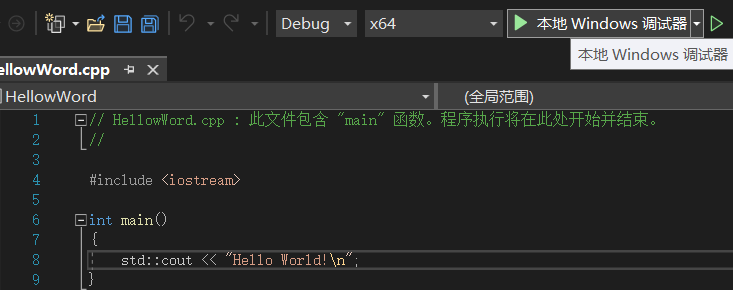 Debug x64 本地 Windows 调试器
本地 Windows 调试器
ellowWord.cpp
HellowWord (全局范围)
1 // HellowWord.cpp : 此文件包含 "main" 函数。程序执行将在此处开始并结束。
2 //
3
4 #include <iostream>
5
6 int main()
7 {
8 std::cout << "Hello World!\n";
9 }